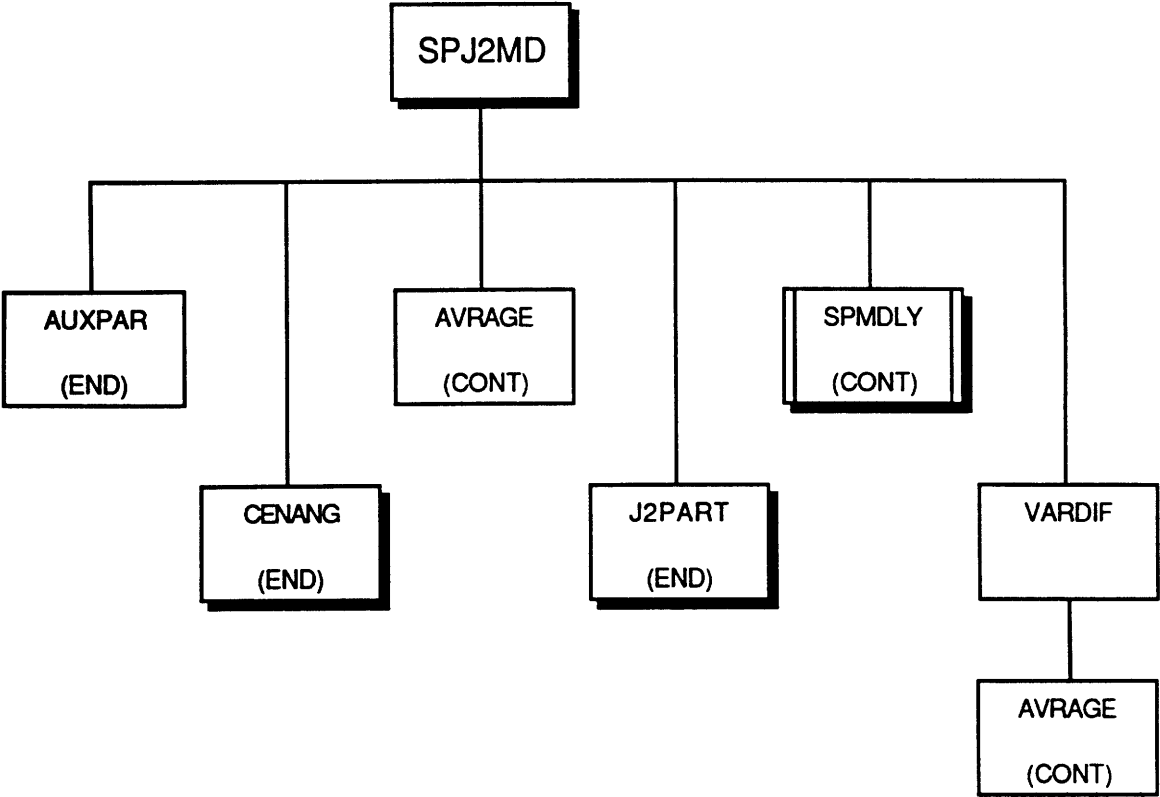 SPJ2MD
AUXPAR
(END)
AVRAGE
(CONT)
SPMDLY
(CONT)
CENANG
(END)
J2PART
(END)
VARDIF
AVRAGE
(CONT)